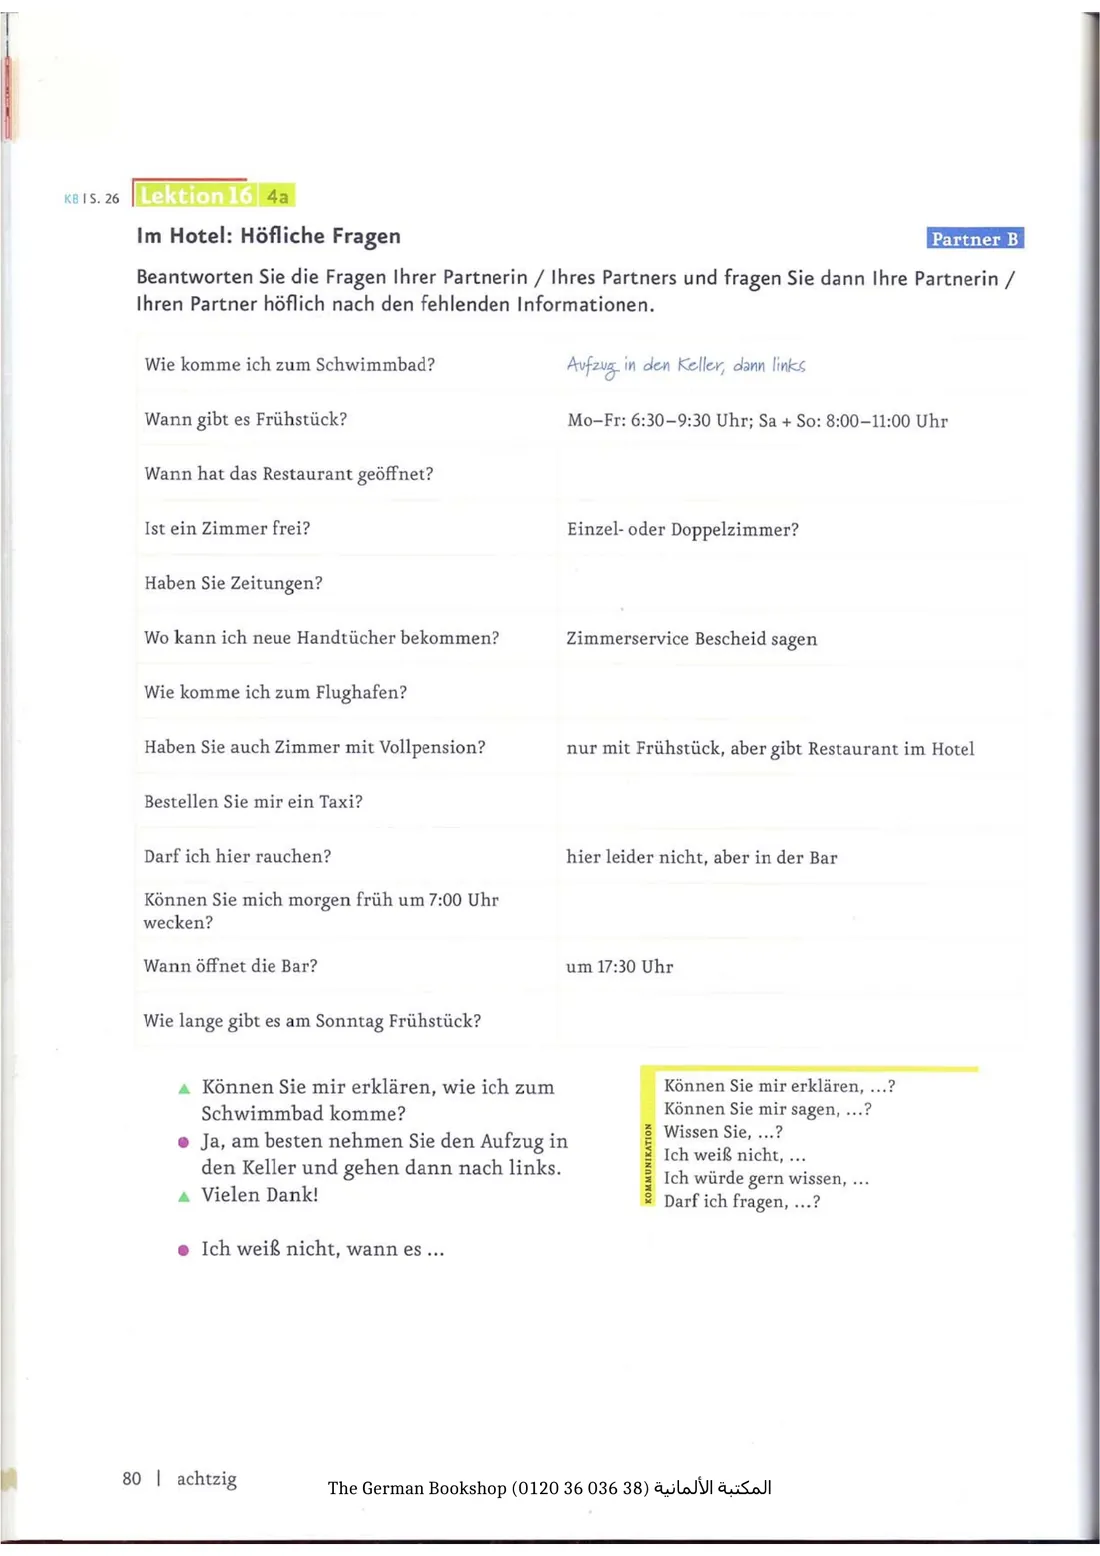 KB | S. 26 Lektion 16 4a
Im Hotel: Höfliche Fragen
Partner B
Beantworten Sie die Fragen Ihrer Partnerin / Ihres Partners und fragen Sie dann Ihre Partnerin /
Ihren Partner höflich nach den fehlenden Informationen.
Wie komme ich zum Schwimmbad? Aufzug in den Keller, dann links
Wann gibt es Frühstück? Mo–Fr: 6:30–9:30 Uhr; Sa + So: 8:00–11:00 Uhr
Wann hat das Restaurant geöffnet?
Ist ein Zimmer frei? Einzel- oder Doppelzimmer?
Haben Sie Zeitungen?
Wo kann ich neue Handtücher bekommen? Zimmerservice Bescheid sagen
Wie komme ich zum Flughafen?
Haben Sie auch Zimmer mit Vollpension? nur mit Frühstück, aber gibt Restaurant im Hotel
Bestellen Sie mir ein Taxi?
Darf ich hier rauchen? hier leider nicht, aber in der Bar
Können Sie mich morgen früh um 7:00 Uhr
wecken?
Wann öffnet die Bar? um 17:30 Uhr
Wie lange gibt es am Sonntag Frühstück?
▲ Können Sie mir erklären, wie ich zum
Schwimmbad komme?
● Ja, am besten nehmen Sie den Aufzug in
den Keller und gehen dann nach links.
▲ Vielen Dank!
● Ich weiß nicht, wann es ...
KOMMUNIKATION
Können Sie mir erklären, ...?
Können Sie mir sagen, ...?
Wissen Sie, ...?
Ich weiß nicht, ...
Ich würde gern wissen, ...
Darf ich fragen, ...?
80 | achtzig
The German Bookshop (0120 36 036 38) المكتبة الألمانية